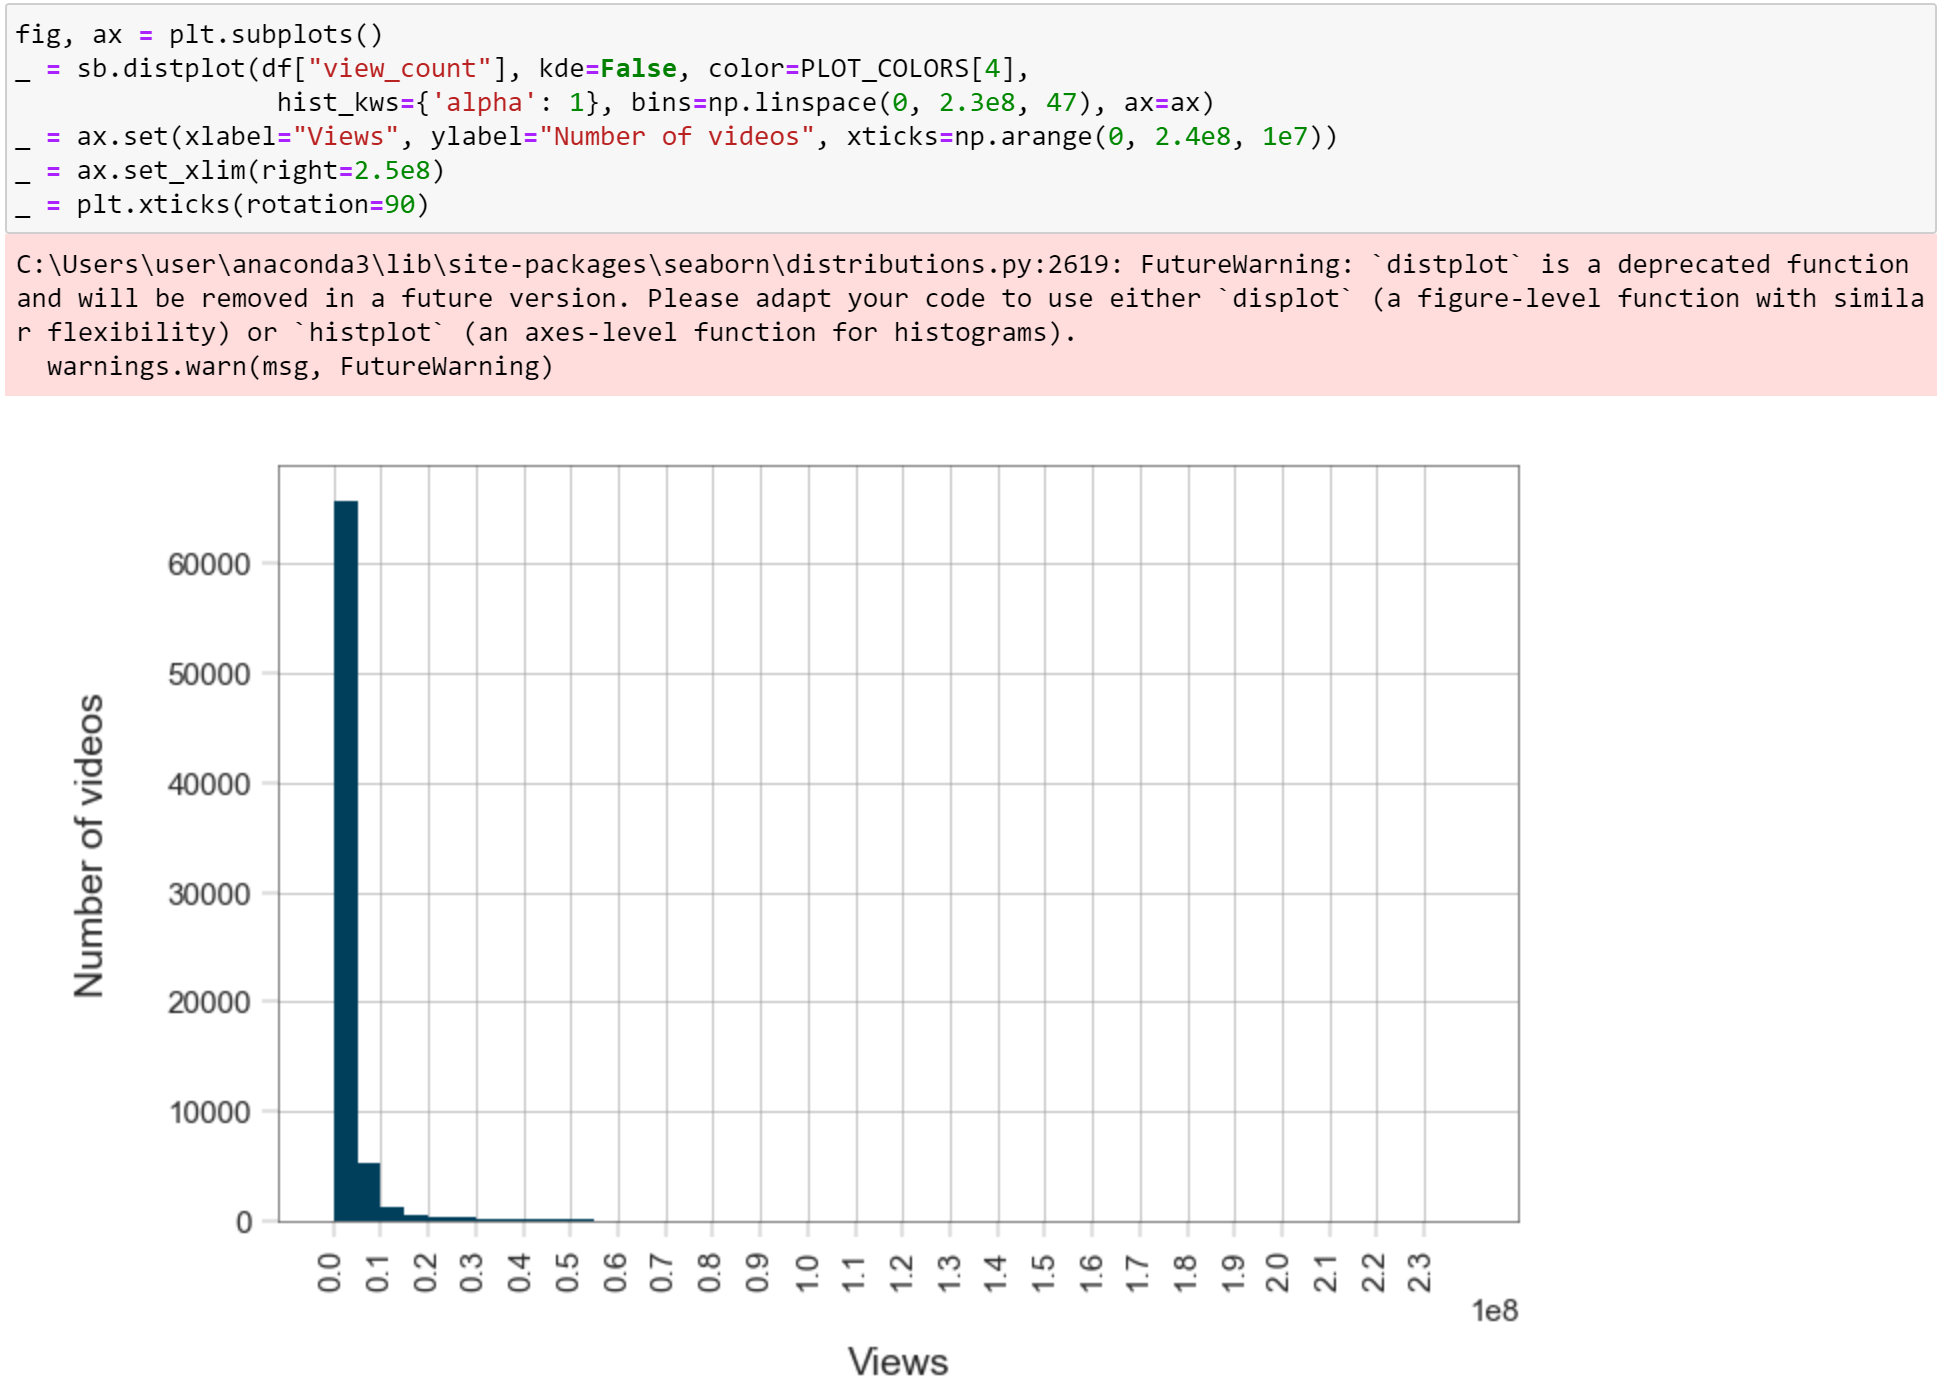 fig, ax = plt.subplots()
_ = sb.distplot(df["view_count"], kde=False, color=PLOT_COLORS[4],
                 hist_kws={'alpha': 1}, bins=np.linspace(0, 2.3e8, 47), ax=ax)
_ = ax.set(xlabel="Views", ylabel="Number of videos", xticks=np.arange(0, 2.4e8, 1e7))
_ = ax.set_xlim(right=2.5e8)
_ = plt.xticks(rotation=90)
C:\Users\user\anaconda3\lib\site-packages\seaborn\distributions.py:2619: FutureWarning: `distplot` is a deprecated function
and will be removed in a future version. Please adapt your code to use either `displot` (a figure-level function with simila
r flexibility) or `histplot` (an axes-level function for histograms).
  warnings.warn(msg, FutureWarning)
Number of videos
60000
50000
40000
30000
20000
10000
0
0.0 0.1 0.2 0.3 0.4 0.5 0.6 0.7 0.8 0.9 1.0 1.1 1.2 1.3 1.4 1.5 1.6 1.7 1.8 1.9 2.0 2.1 2.2 2.3
1e8
Views